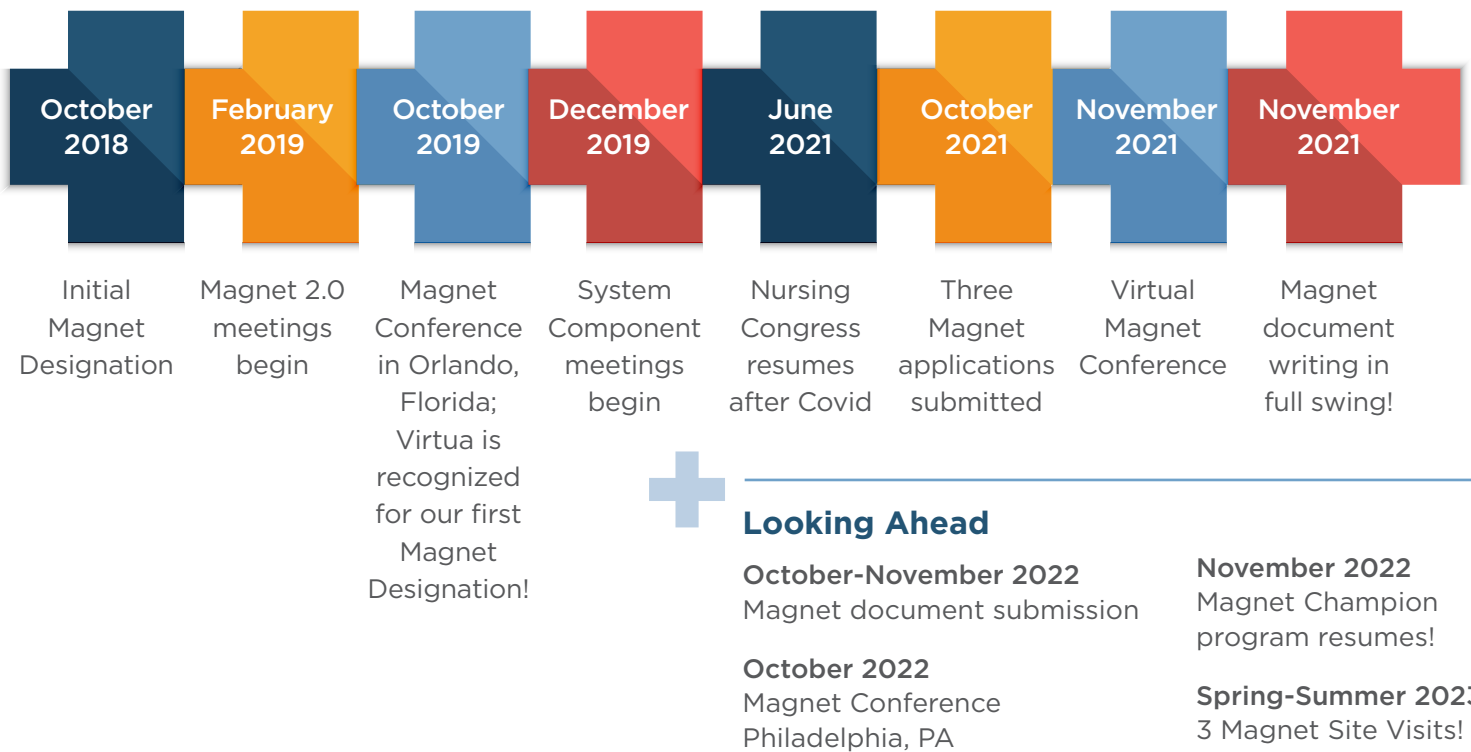 October
2018
February
2019
October
2019
December
2019
June
2021
October
2021
November
2021
November
2021
Initial
Magnet
Designation
Magnet 2.0
meetings
begin
Magnet
Conference
in Orlando,
Florida;
Virtua is
recognized
for our first
Magnet
Designation!
System
Component
meetings
begin
Nursing
Congress
resumes
after Covid
Three
Magnet
applications
submitted
Virtual
Magnet
Conference
Magnet
document
writing in
full swing!
Looking Ahead
October-November 2022
Magnet document submission
October 2022
Magnet Conference
Philadelphia, PA
November 2022
Magnet Champion
program resumes!
Spring-Summer 2023
3 Magnet Site Visits!